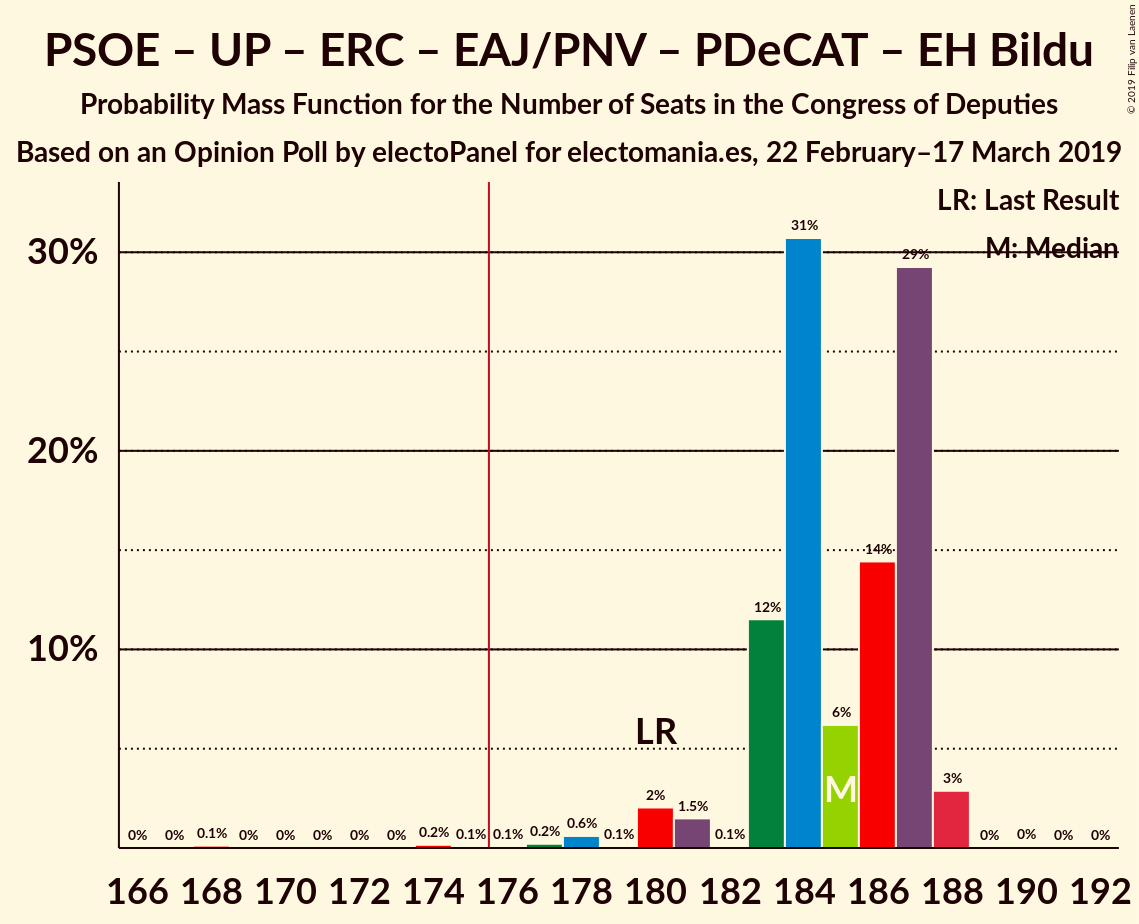 PSOE – UP – ERC – EAJ/PNV – PDeCAT – EH Bildu
Probability Mass Function for the Number of Seats in the Congress of Deputies
Based on an Opinion Poll by electoPanel for electomania.es, 22 February–17 March 2019
© 2019 Filip van Laenen
LR: Last Result
M: Median
30%
20%
10%
0% 0% 0.1% 0% 0% 0% 0% 0% 0.2% 0.1% 0.1% 0.2% 0.6% 0.1% 2% 1.5% 0.1% 12% 31% 6% 14% 29% 3% 0% 0% 0% 0%
LR
M
166 168 170 172 174 176 178 180 182 184 186 188 190 192